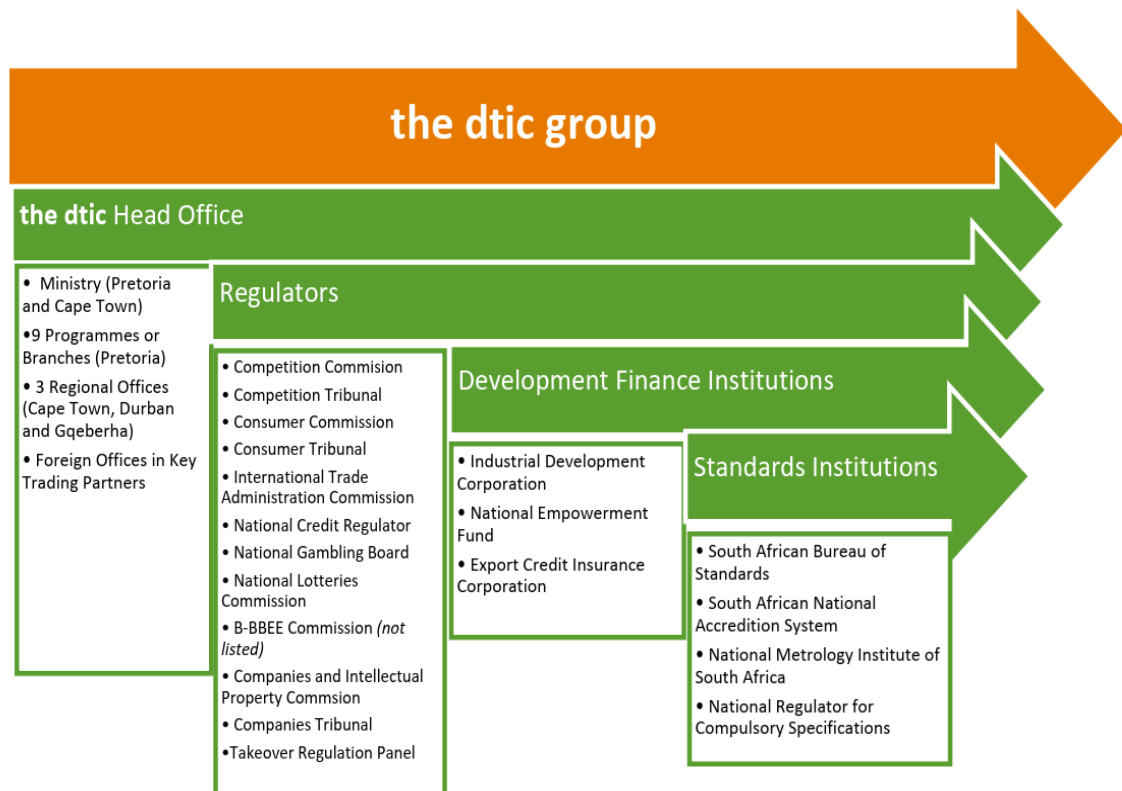 the dtic group
the dtic Head Office
• Ministry (Pretoria
and Cape Town)
•9 Programmes or
Branches (Pretoria)
• 3 Regional Offices
(Cape Town, Durban
and Gqeberha)
• Foreign Offices in Key
Trading Partners
Regulators
• Competition Commision
• Competition Tribunal
• Consumer Commission
• Consumer Tribunal
• International Trade
Administration Commission
• National Credit Regulator
• National Gambling Board
• National Lotteries
Commission
• B-BBEE Commission (not
listed)
• Companies and Intellectual
Property Commsion
• Companies Tribunal
•Takeover Regulation Panel
Development Finance Institutions
• Industrial Development
Corporation
• National Empowerment
Fund
• Export Credit Insurance
Corporation
Standards Institutions
• South African Bureau of
Standards
• South African National
Accredition System
• National Metrology Institute of
South Africa
• National Regulator for
Compulsory Specifications